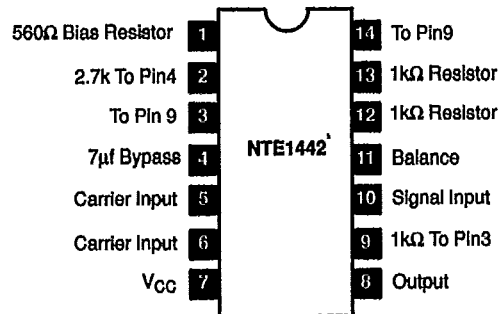 560Ω Bias Resistor 1
2.7k To Pin4 2
To Pin 9 3
7µf Bypass 4
Carrier Input 5
Carrier Input 6
VCC 7
NTE1442
14 To Pin9
13 1kΩ Resistor
12 1kΩ Resistor
11 Balance
10 Signal Input
9 1kΩ To Pin3
8 Output